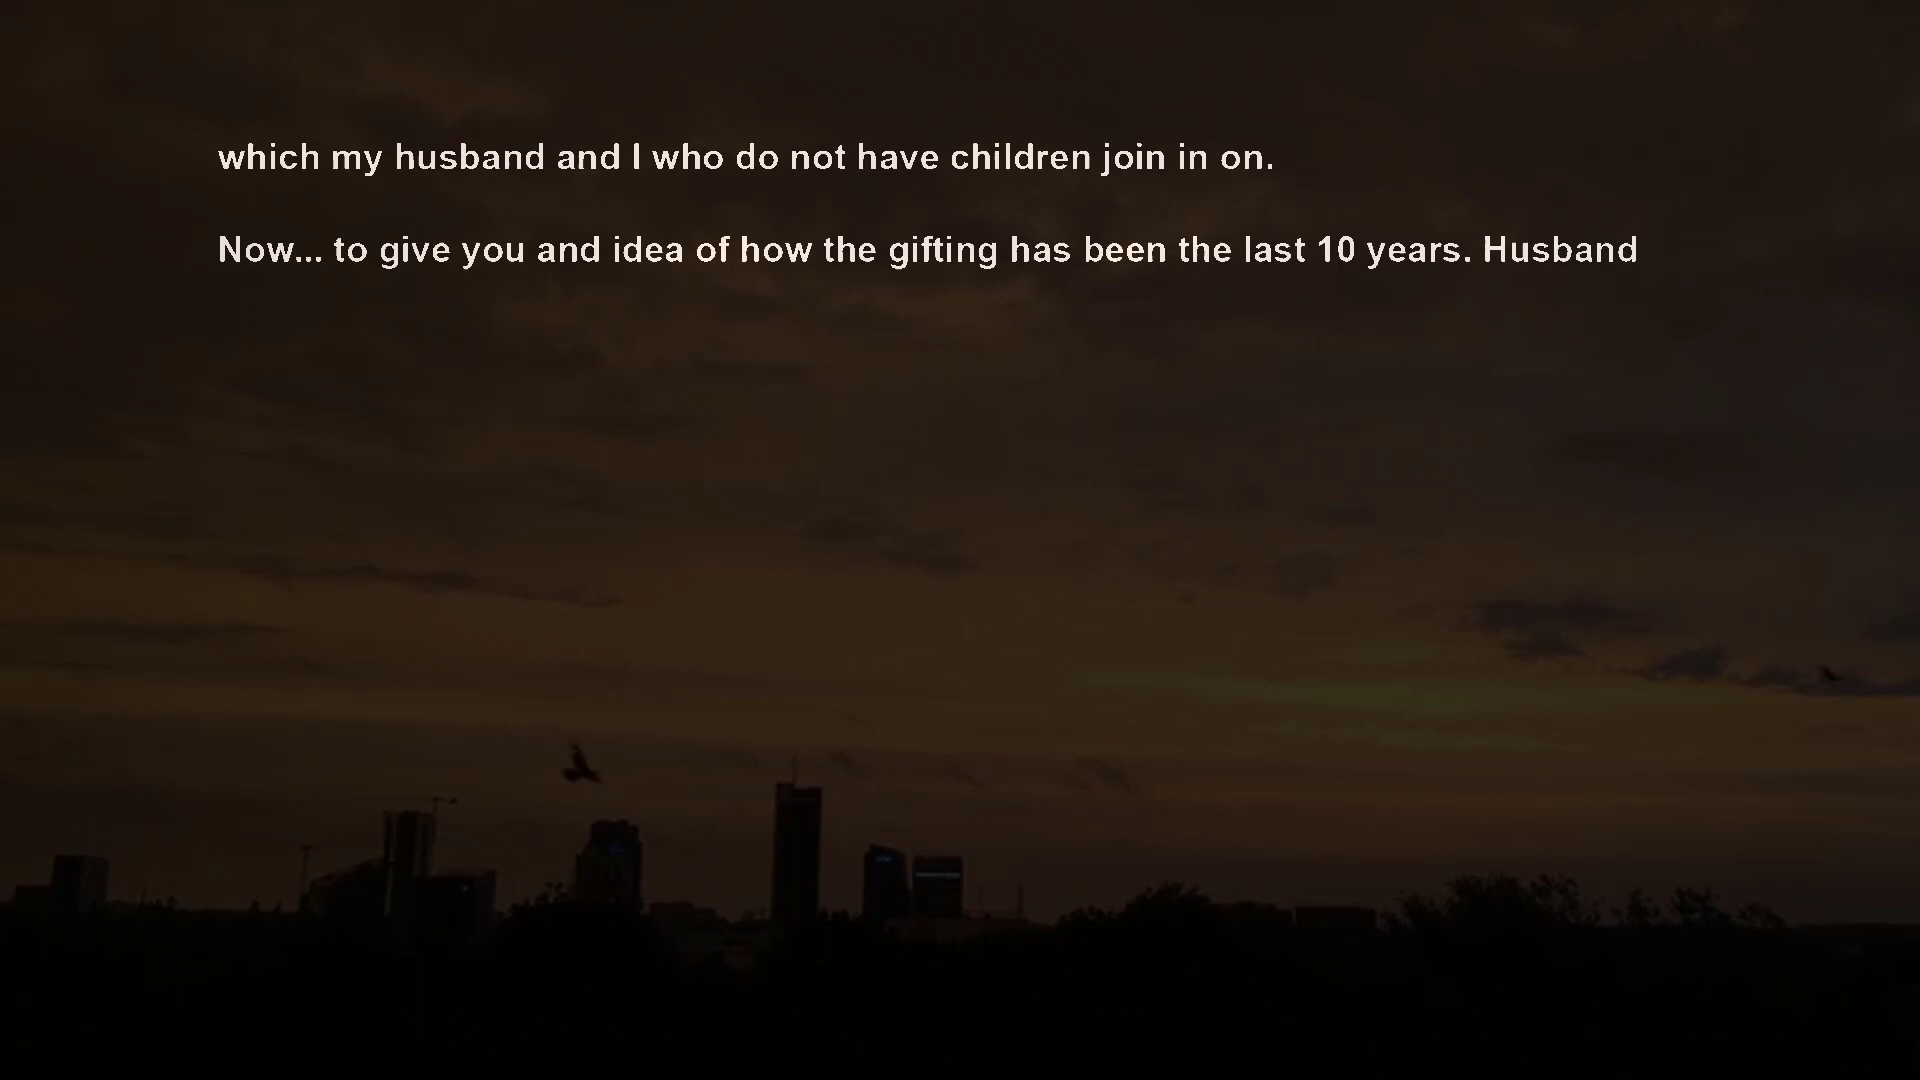 which my husband and I who do not have children join in on.
Now... to give you and idea of how the gifting has been the last 10 years. Husband